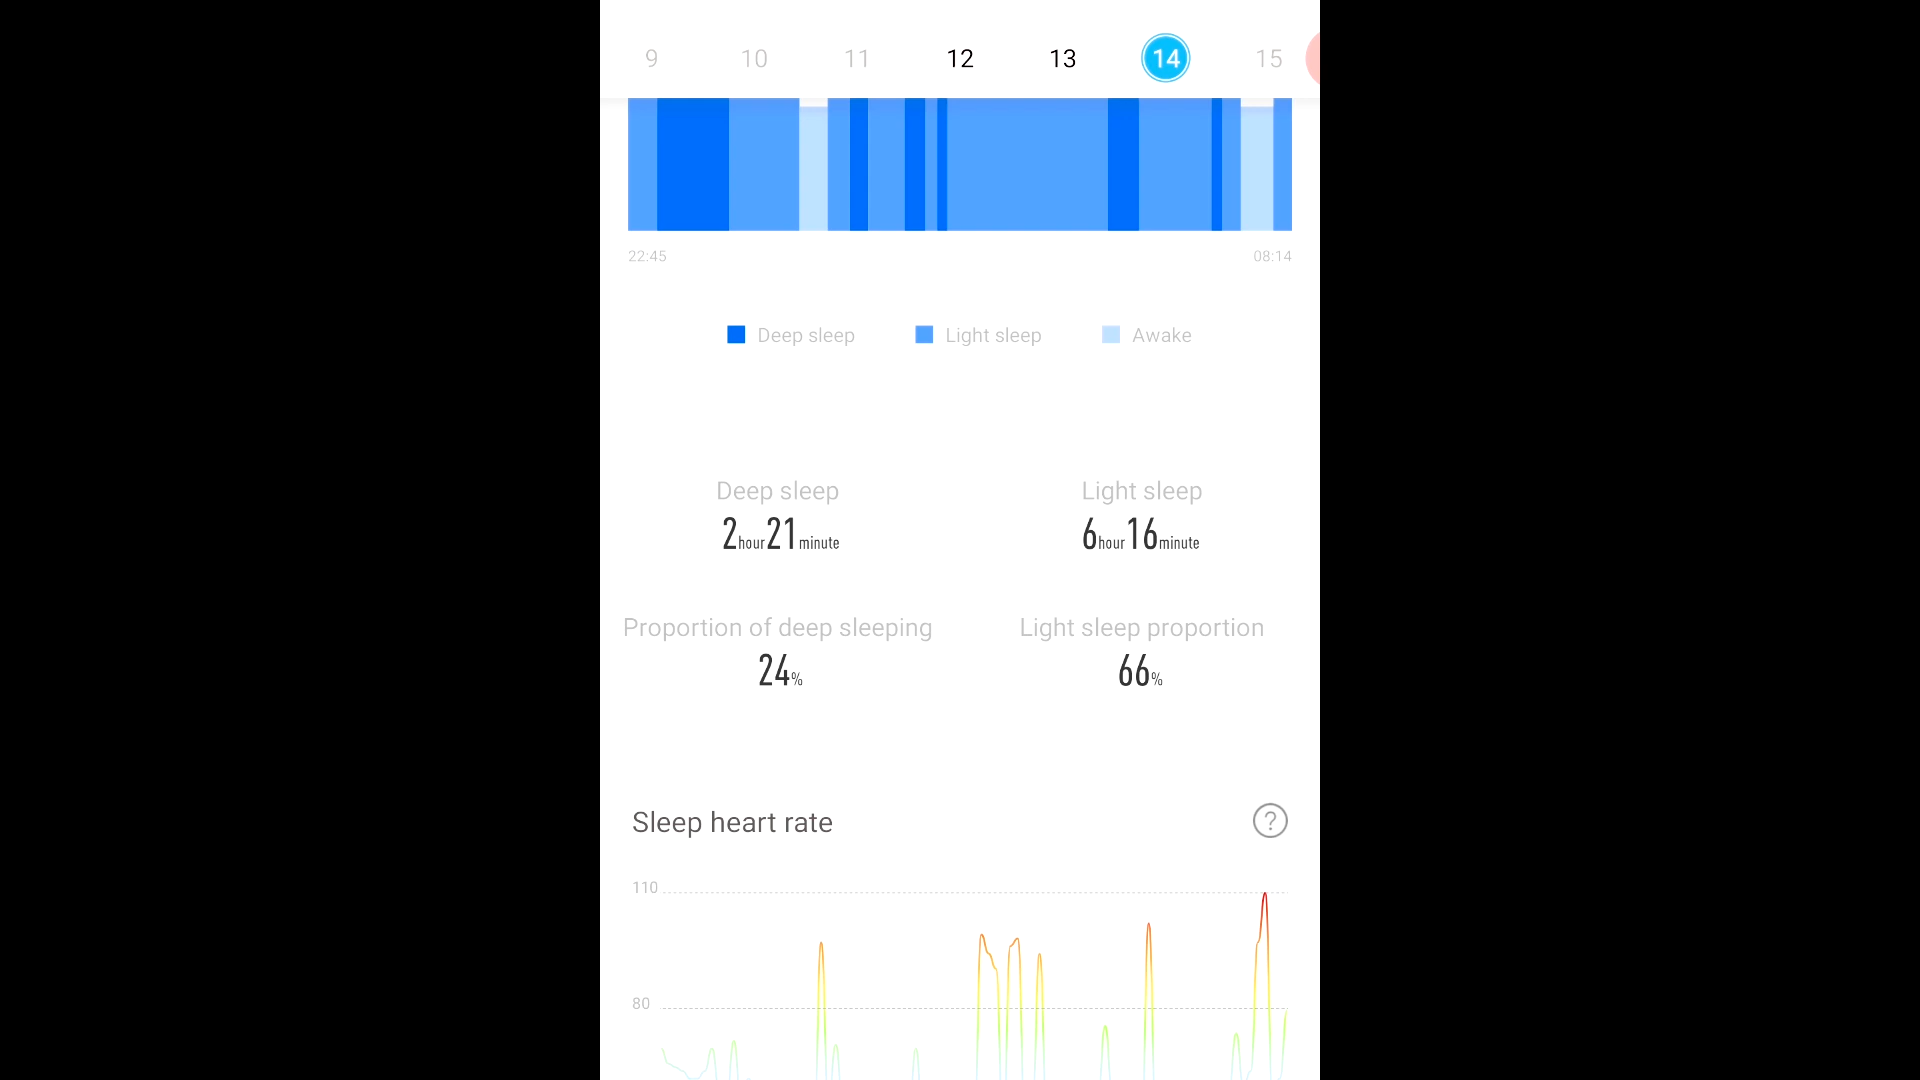 9 10 11 12 13 14 15
22:45 08:14
Deep sleep Light sleep Awake
Deep sleep Light sleep
2hour21minute 6hour16minute
Proportion of deep sleeping Light sleep proportion
24% 66%
Sleep heart rate ?
110
80